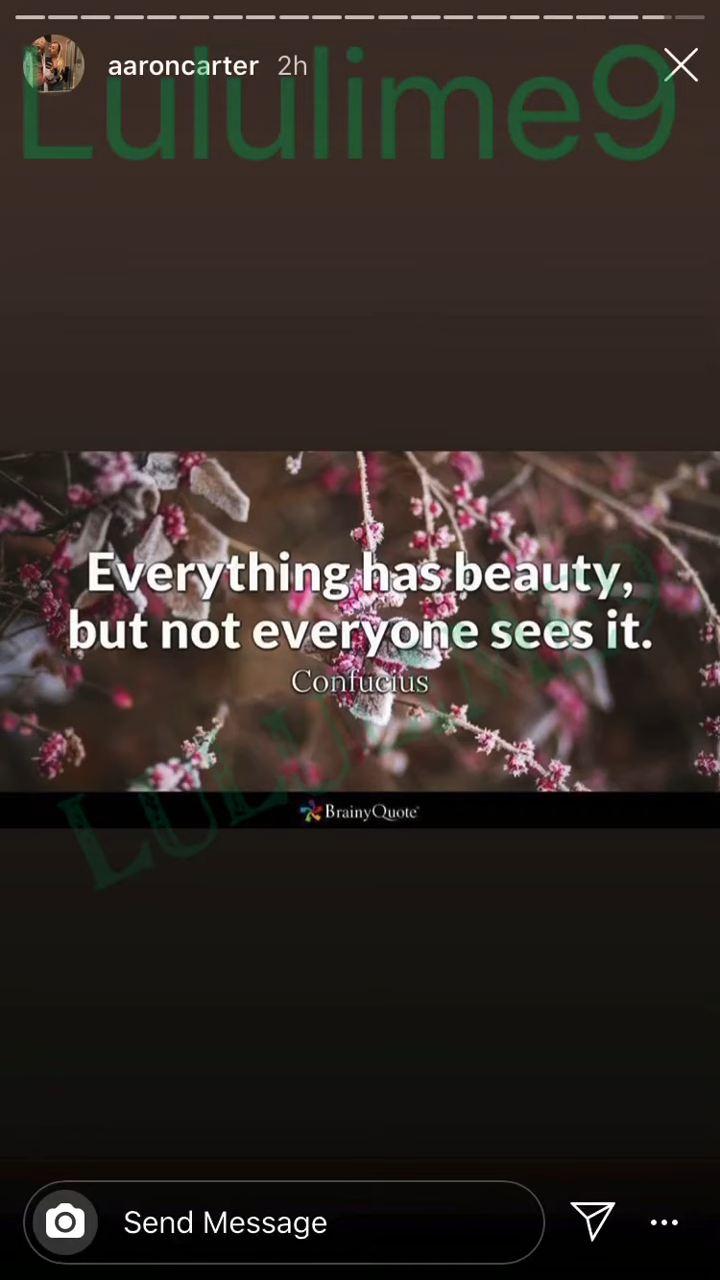 aaroncarter 2h
Lululime9
Everything has beauty,
but not everyone sees it.
Confucius
BrainyQuote
Send Message